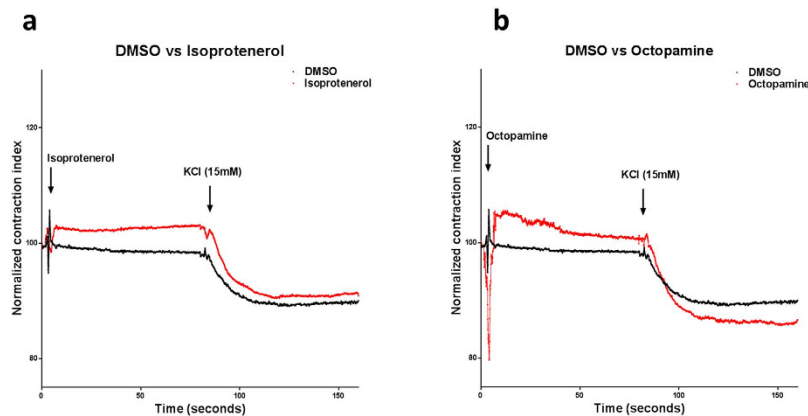 a
DMSO vs Isoprotenerol
DMSO
Isoprotenerol
Normalized contraction index
120
100
80
Isoprotenerol
KCl (15mM)
0
50
100
150
Time (seconds)
b
DMSO vs Octopamine
DMSO
Octopamine
Normalized contraction index
120
100
80
Octopamine
KCl (15mM)
0
50
100
150
Time (seconds)